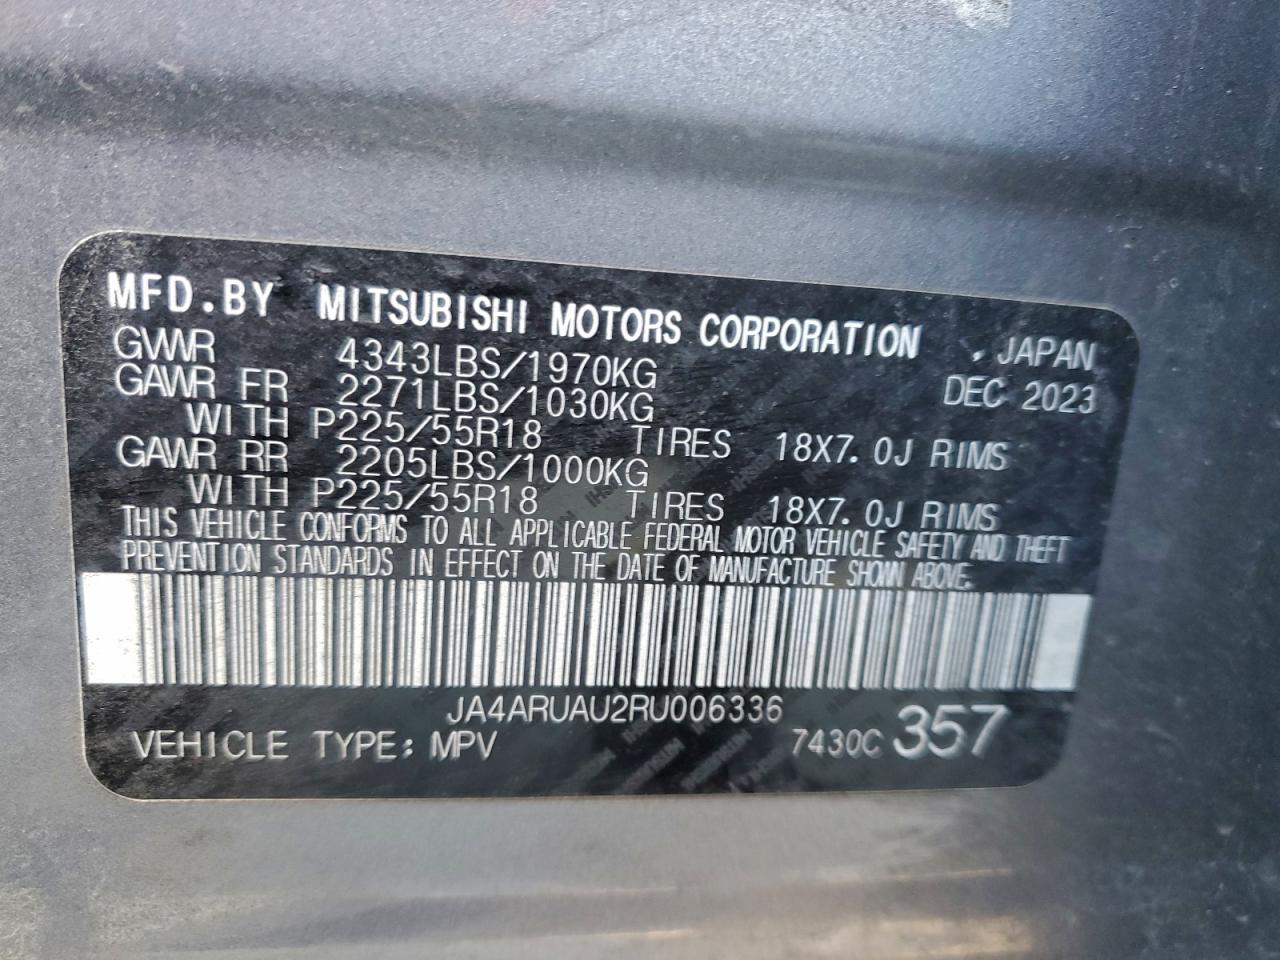 MFD.BY MITSUBISHI MOTORS CORPORATION , JAPAN
GVWR 4343LBS/1970KG DEC 2023
GAWR FR 2271LBS/1030KG
WITH P225/55R18 TIRES 18X7.0J RIMS
GAWR RR 2205LBS/1000KG
WITH P225/55R18 TIRES 18X7.0J RIMS
THIS VEHICLE CONFORMS TO ALL APPLICABLE FEDERAL MOTOR VEHICLE SAFETY AND THEFT
PREVENTION STANDARDS IN EFFECT ON THE DATE OF MANUFACTURE SHOWN ABOVE.
JA4ARUAU2RU006336
VEHICLE TYPE: MPV 7430C 357